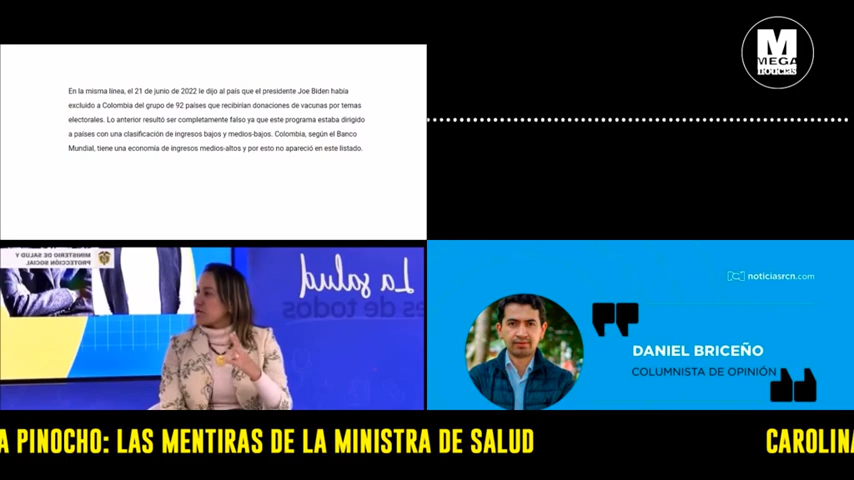 M
MEGA
noticias
En la misma línea, el 21 de junio de 2022 le dijo al país que el presidente Joe Biden había
excluido a Colombia del grupo de 92 países que recibirían donaciones de vacunas por temas
electorales. Lo anterior resultó ser completamente falso ya que este programa estaba dirigido
a países con una clasificación de ingresos bajos y medios-bajos. Colombia, según el Banco
Mundial, tiene una economía de ingresos medios-altos y por esto no apareció en este listado.
MINISTERIO DE SALUD Y
PROTECCIÓN SOCIAL
La salud
es de todos
RCN noticiasrcn.com
DANIEL BRICEÑO
COLUMNISTA DE OPINIÓN
A PINOCHO: LAS MENTIRAS DE LA MINISTRA DE SALUD
CAROLINA